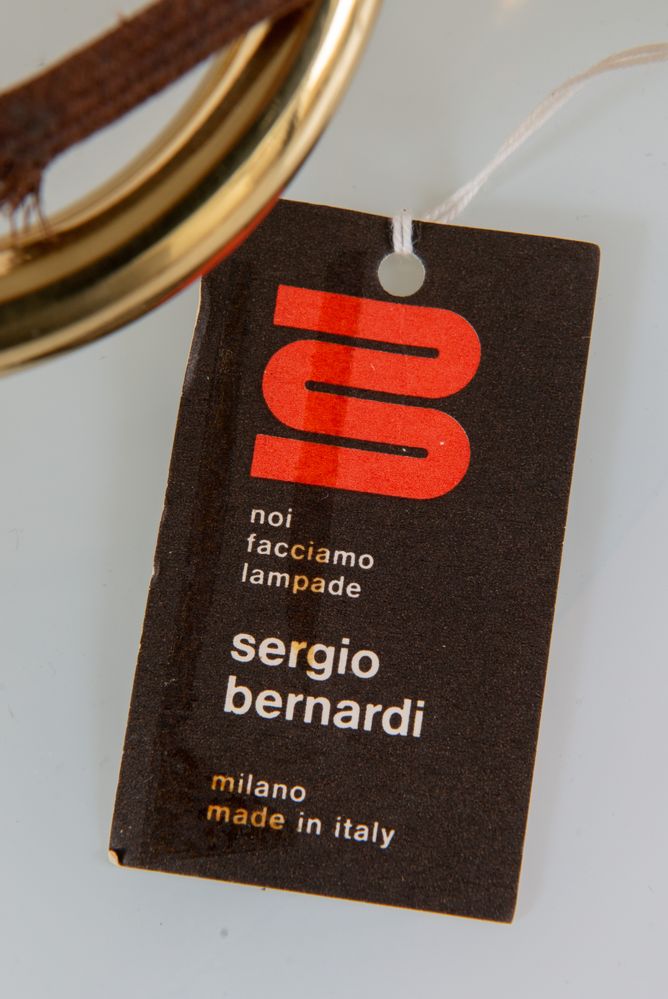 noi
facciamo
lampade
sergio
bernardi
milano
made in italy